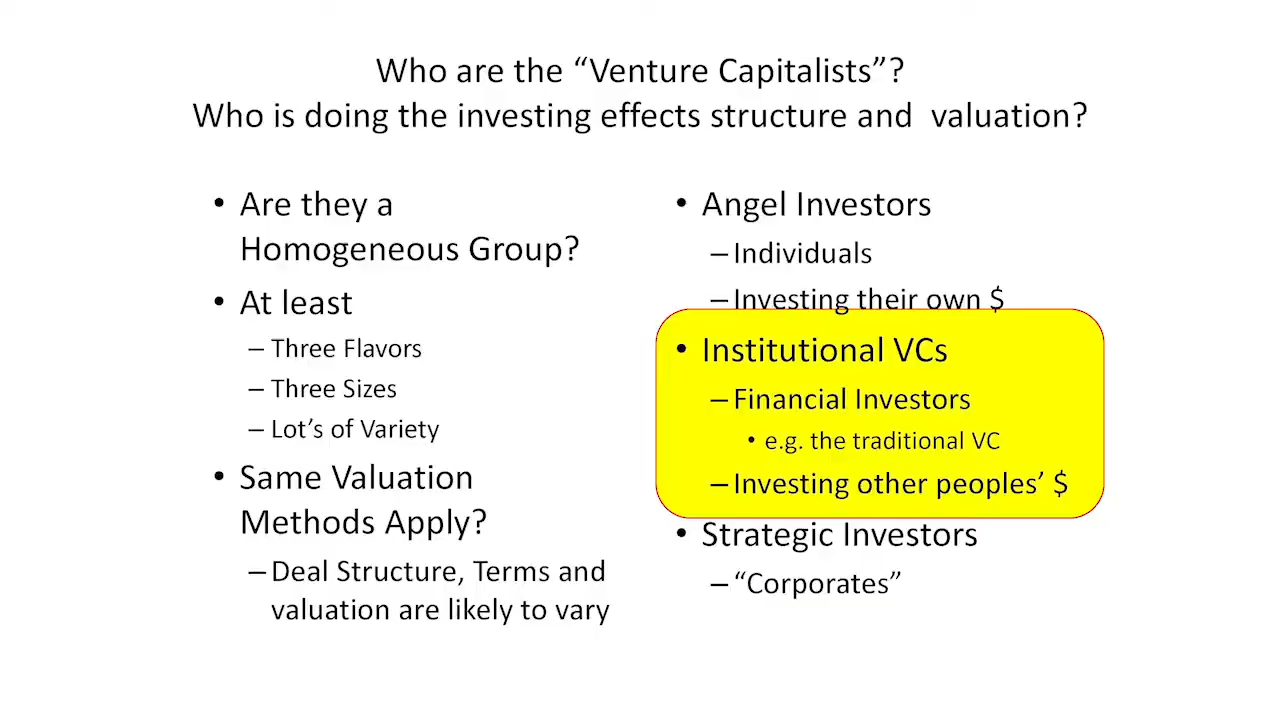 Who are the “Venture Capitalists”?
Who is doing the investing effects structure and valuation?
• Are they a
Homogeneous Group?
• At least
– Three Flavors
– Three Sizes
– Lot’s of Variety
• Same Valuation
Methods Apply?
– Deal Structure, Terms and
valuation are likely to vary
• Angel Investors
– Individuals
– Investing their own $
• Institutional VCs
– Financial Investors
• e.g. the traditional VC
– Investing other peoples’ $
• Strategic Investors
– “Corporates”